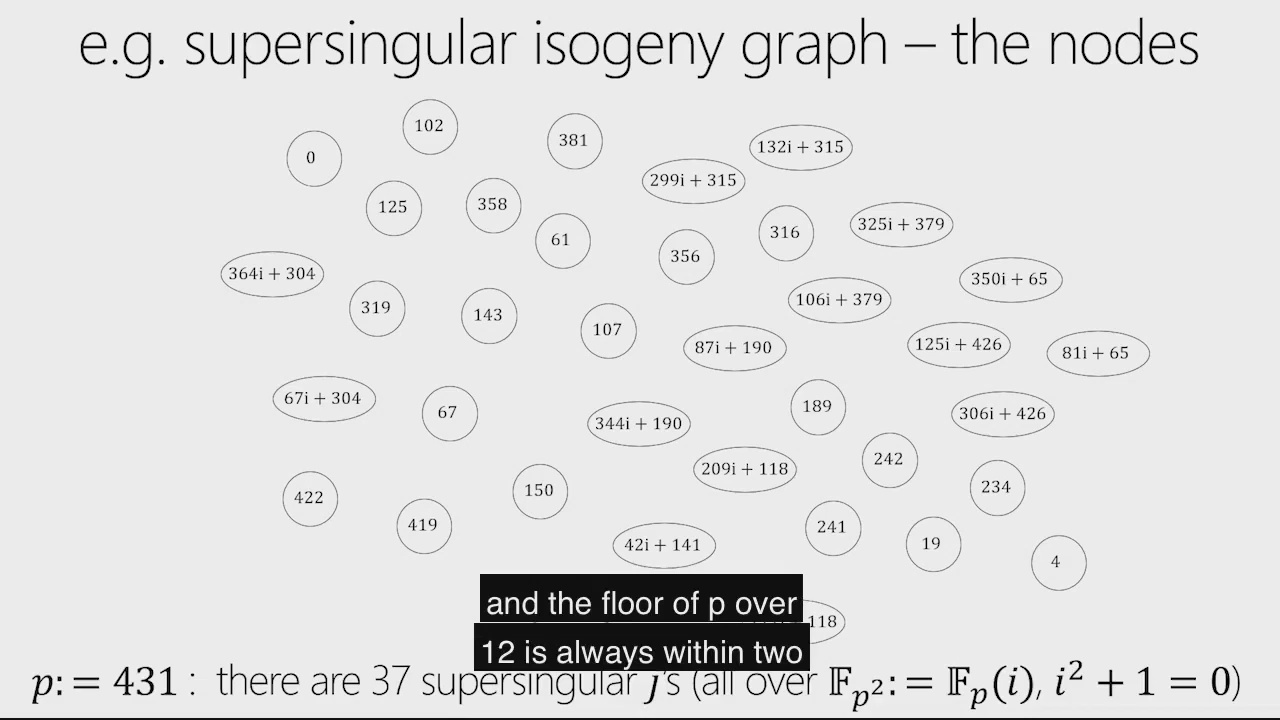 e.g. supersingular isogeny graph – the nodes
102
381
132i + 315
0
299i + 315
358
125
325i + 379
316
61
356
364i + 304
350i + 65
106i + 379
319
143
107
125i + 426
87i + 190
81i + 65
67i + 304
189
67
306i + 426
344i + 190
242
209i + 118
234
150
422
419
241
19
42i + 141
4
and the floor of p over
118
12 is always within two
p: = 431 : there are 37 supersingular j's (all over 𝔽p²: = 𝔽p(i), i² + 1 = 0)